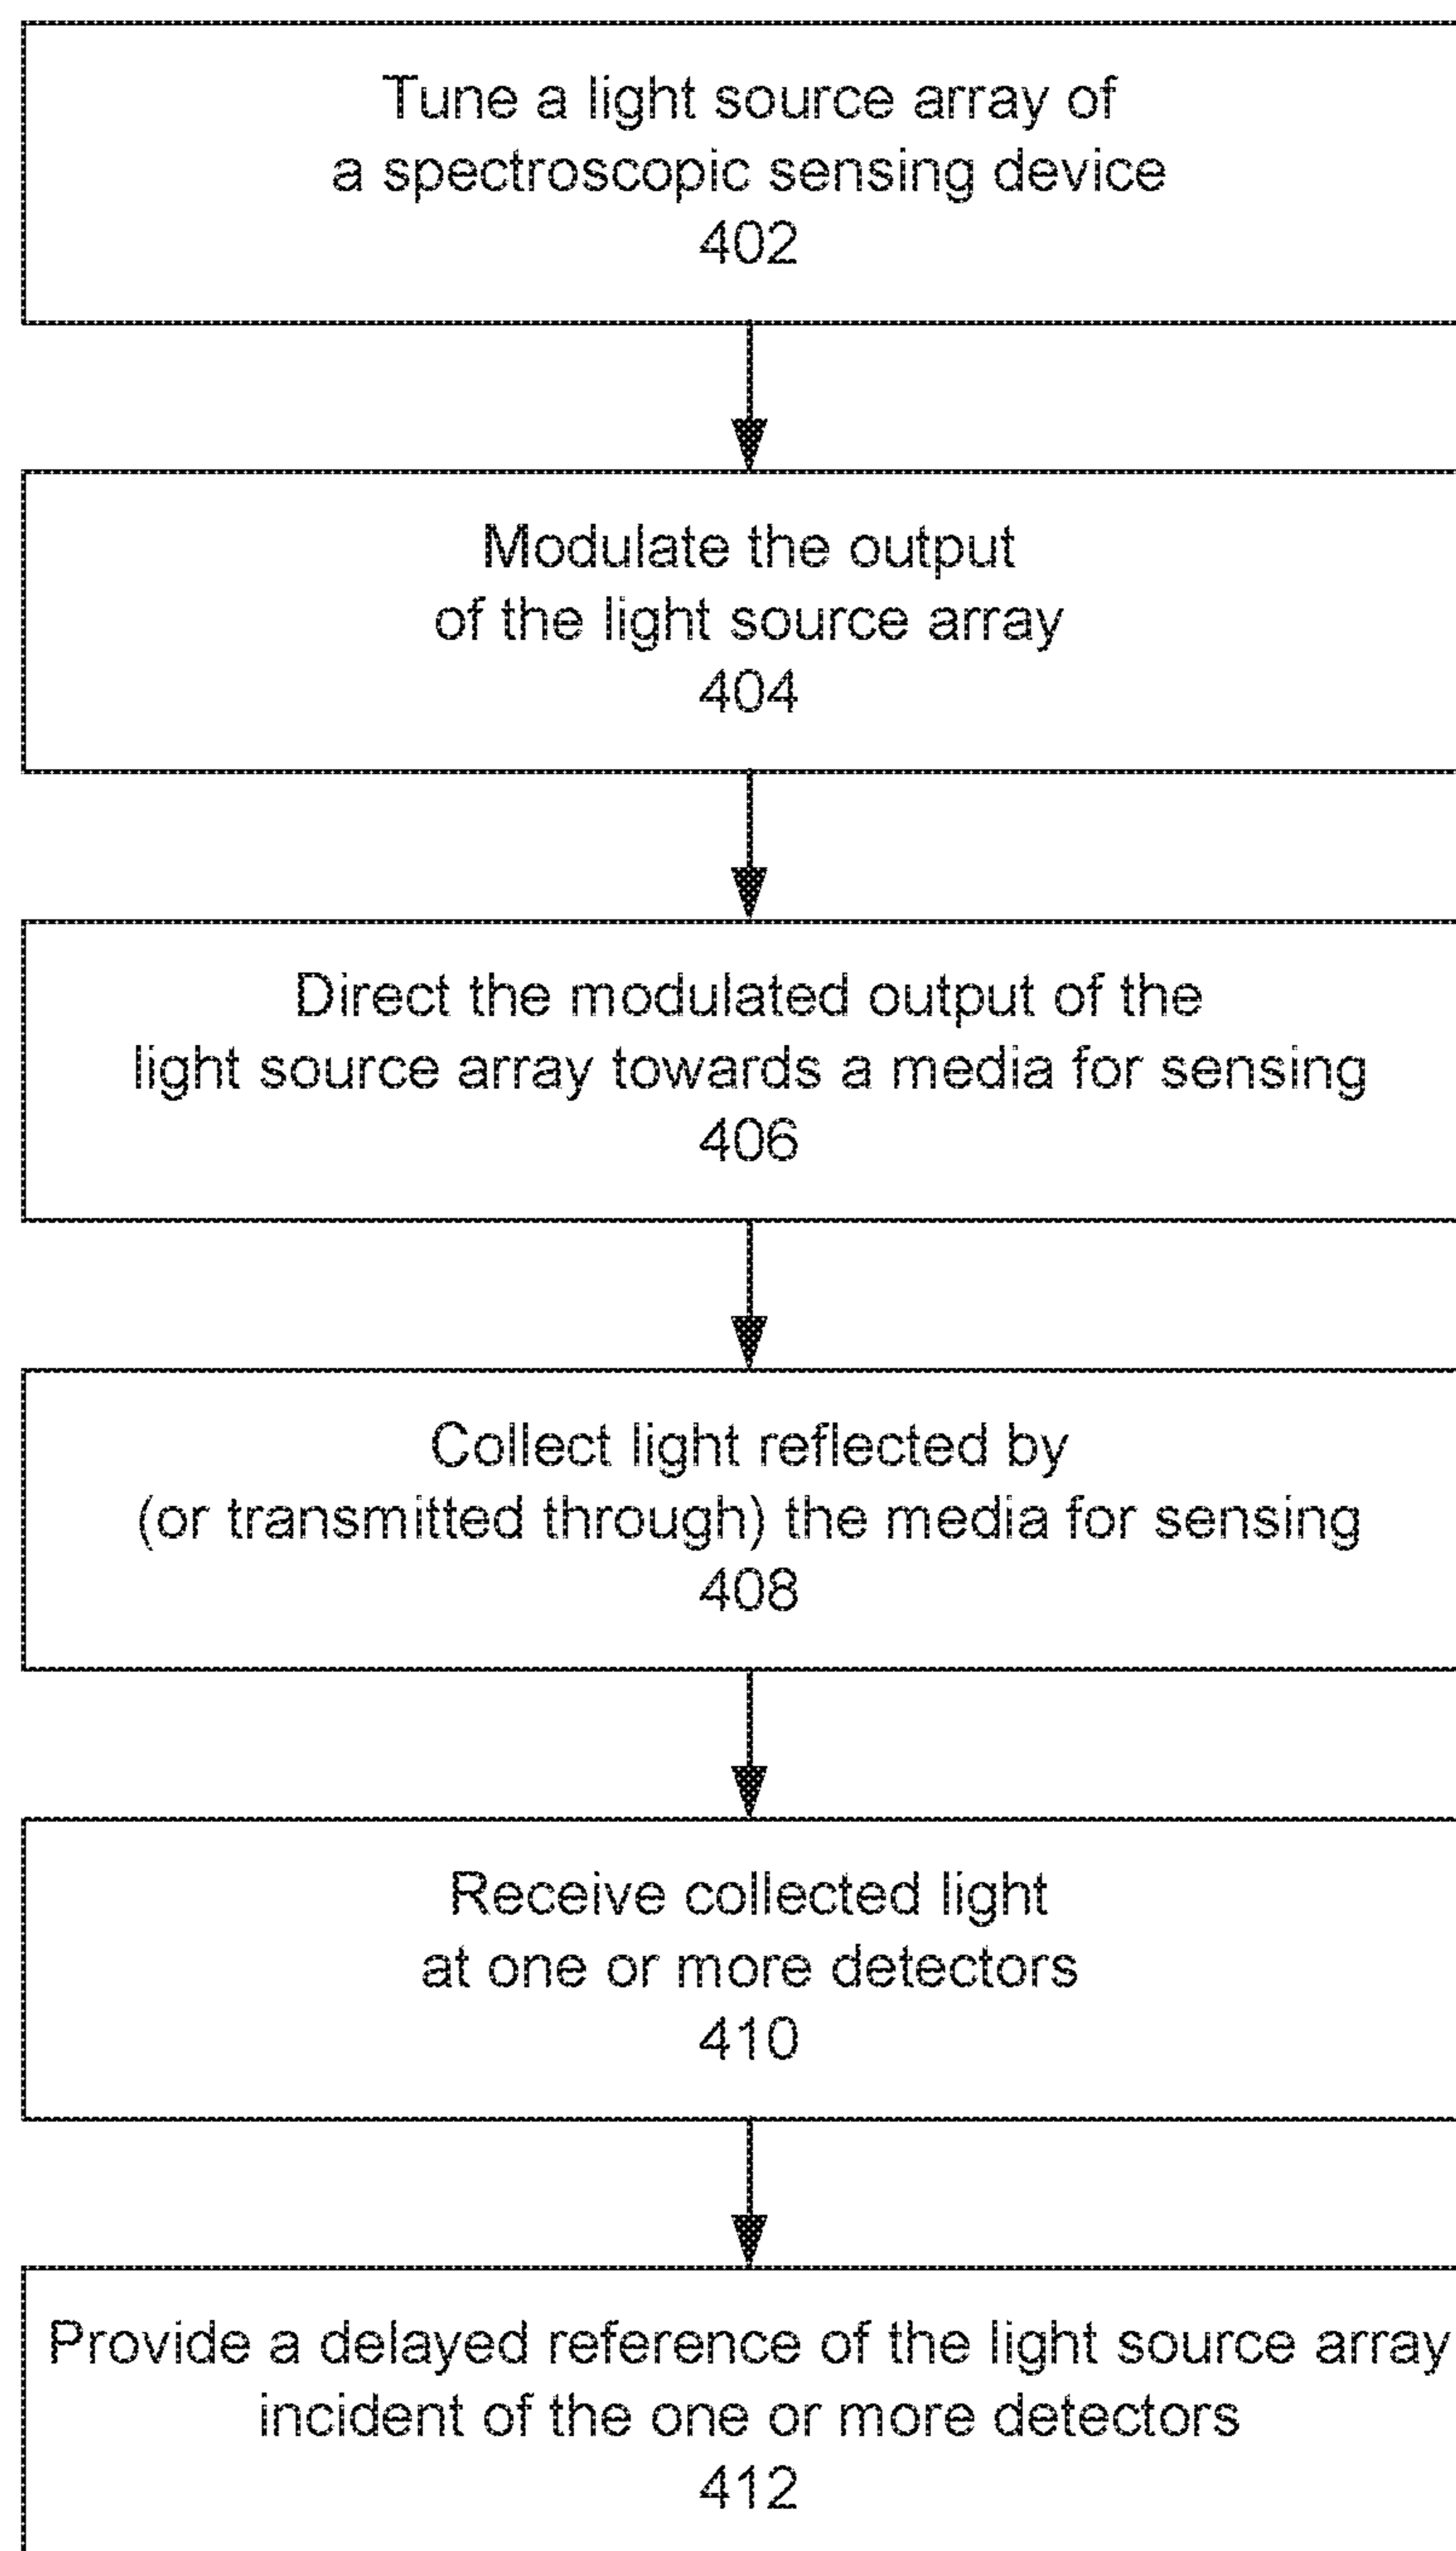 Tune a light source array of
a spectroscopic sensing device
402
Modulate the output
of the light source array
404
Direct the modulated output of the
light source array towards a media for sensing
406
Collect light reflected by
(or transmitted through) the media for sensing
408
Receive collected light
at one or more detectors
410
Provide a delayed reference of the light source array
incident of the one or more detectors
412